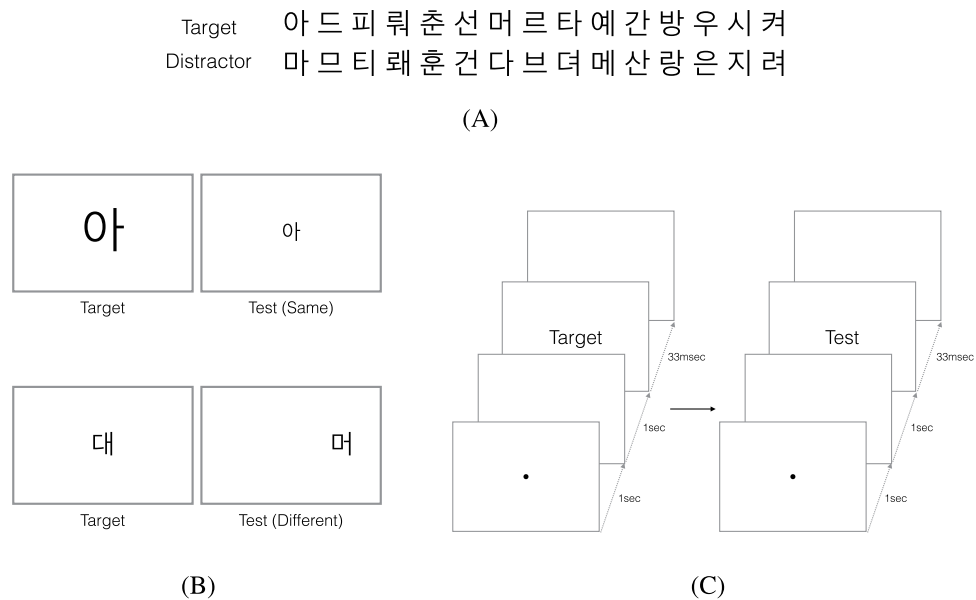 Target 아 드 피 뤄 춘 선 머 르 타 예 간 방 우 시 켜
Distractor 마 므 티 뢔 훈 건 다 브 뎌 메 산 랑 은 지 려
(A)
아
아
Target
Test (Same)
대
머
Target
Test (Different)
(B)
Target
33msec
1sec
1sec
Test
33msec
1sec
1sec
(C)